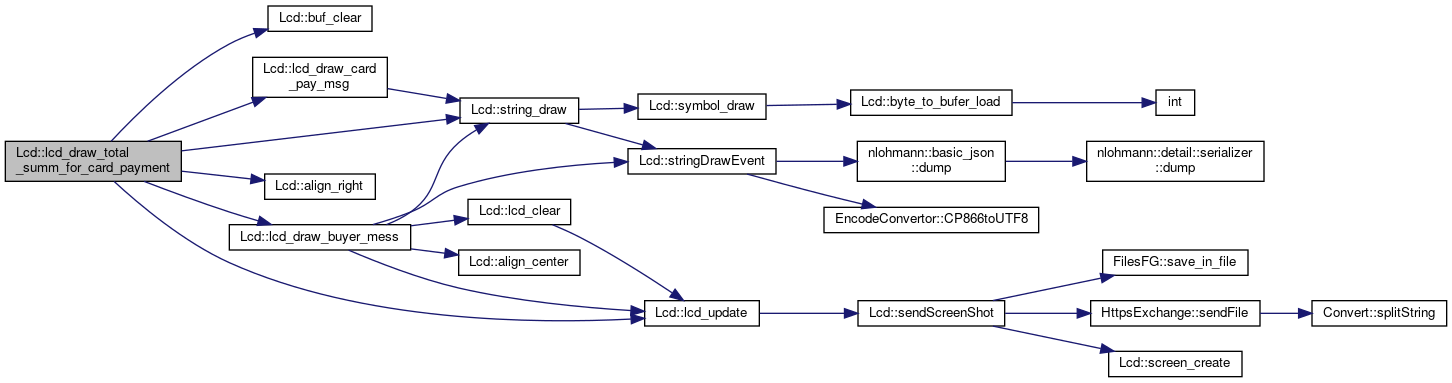 Lcd::buf_clear
Lcd::lcd_draw_card
_pay_msg
Lcd::string_draw
Lcd::symbol_draw
Lcd::byte_to_bufer_load
int
Lcd::lcd_draw_total
_summ_for_card_payment
Lcd::stringDrawEvent
nlohmann::basic_json
::dump
nlohmann::detail::serializer
::dump
Lcd::align_right
Lcd::lcd_clear
EncodeConvertor::CP866toUTF8
Lcd::lcd_draw_buyer_mess
Lcd::align_center
FilesFG::save_in_file
Lcd::lcd_update
Lcd::sendScreenShot
HttpsExchange::sendFile
Convert::splitString
Lcd::screen_create